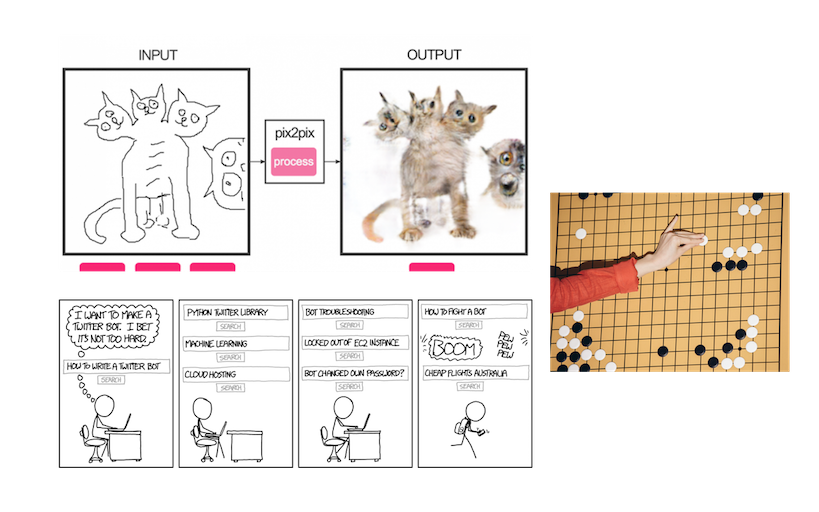 INPUT
OUTPUT
pix2pix
process
I WANT TO MAKE A
TWITTER BOT. I BET
IT'S NOT TOO HARD.
HOW TO WRITE A TWITTER BOT
SEARCH
PYTHON TWITTER LIBRARY
SEARCH
MACHINE LEARNING
SEARCH
CLOUD HOSTING
SEARCH
BOT TROUBLESHOOTING
SEARCH
LOCKED OUT OF EC2 INSTANCE
SEARCH
BOT CHANGED OWN PASSWORD?
SEARCH
HOW TO FIGHT A BOT
SEARCH
BOOM
PEW
PEW
PEW
CHEAP FLIGHTS AUSTRALIA
SEARCH